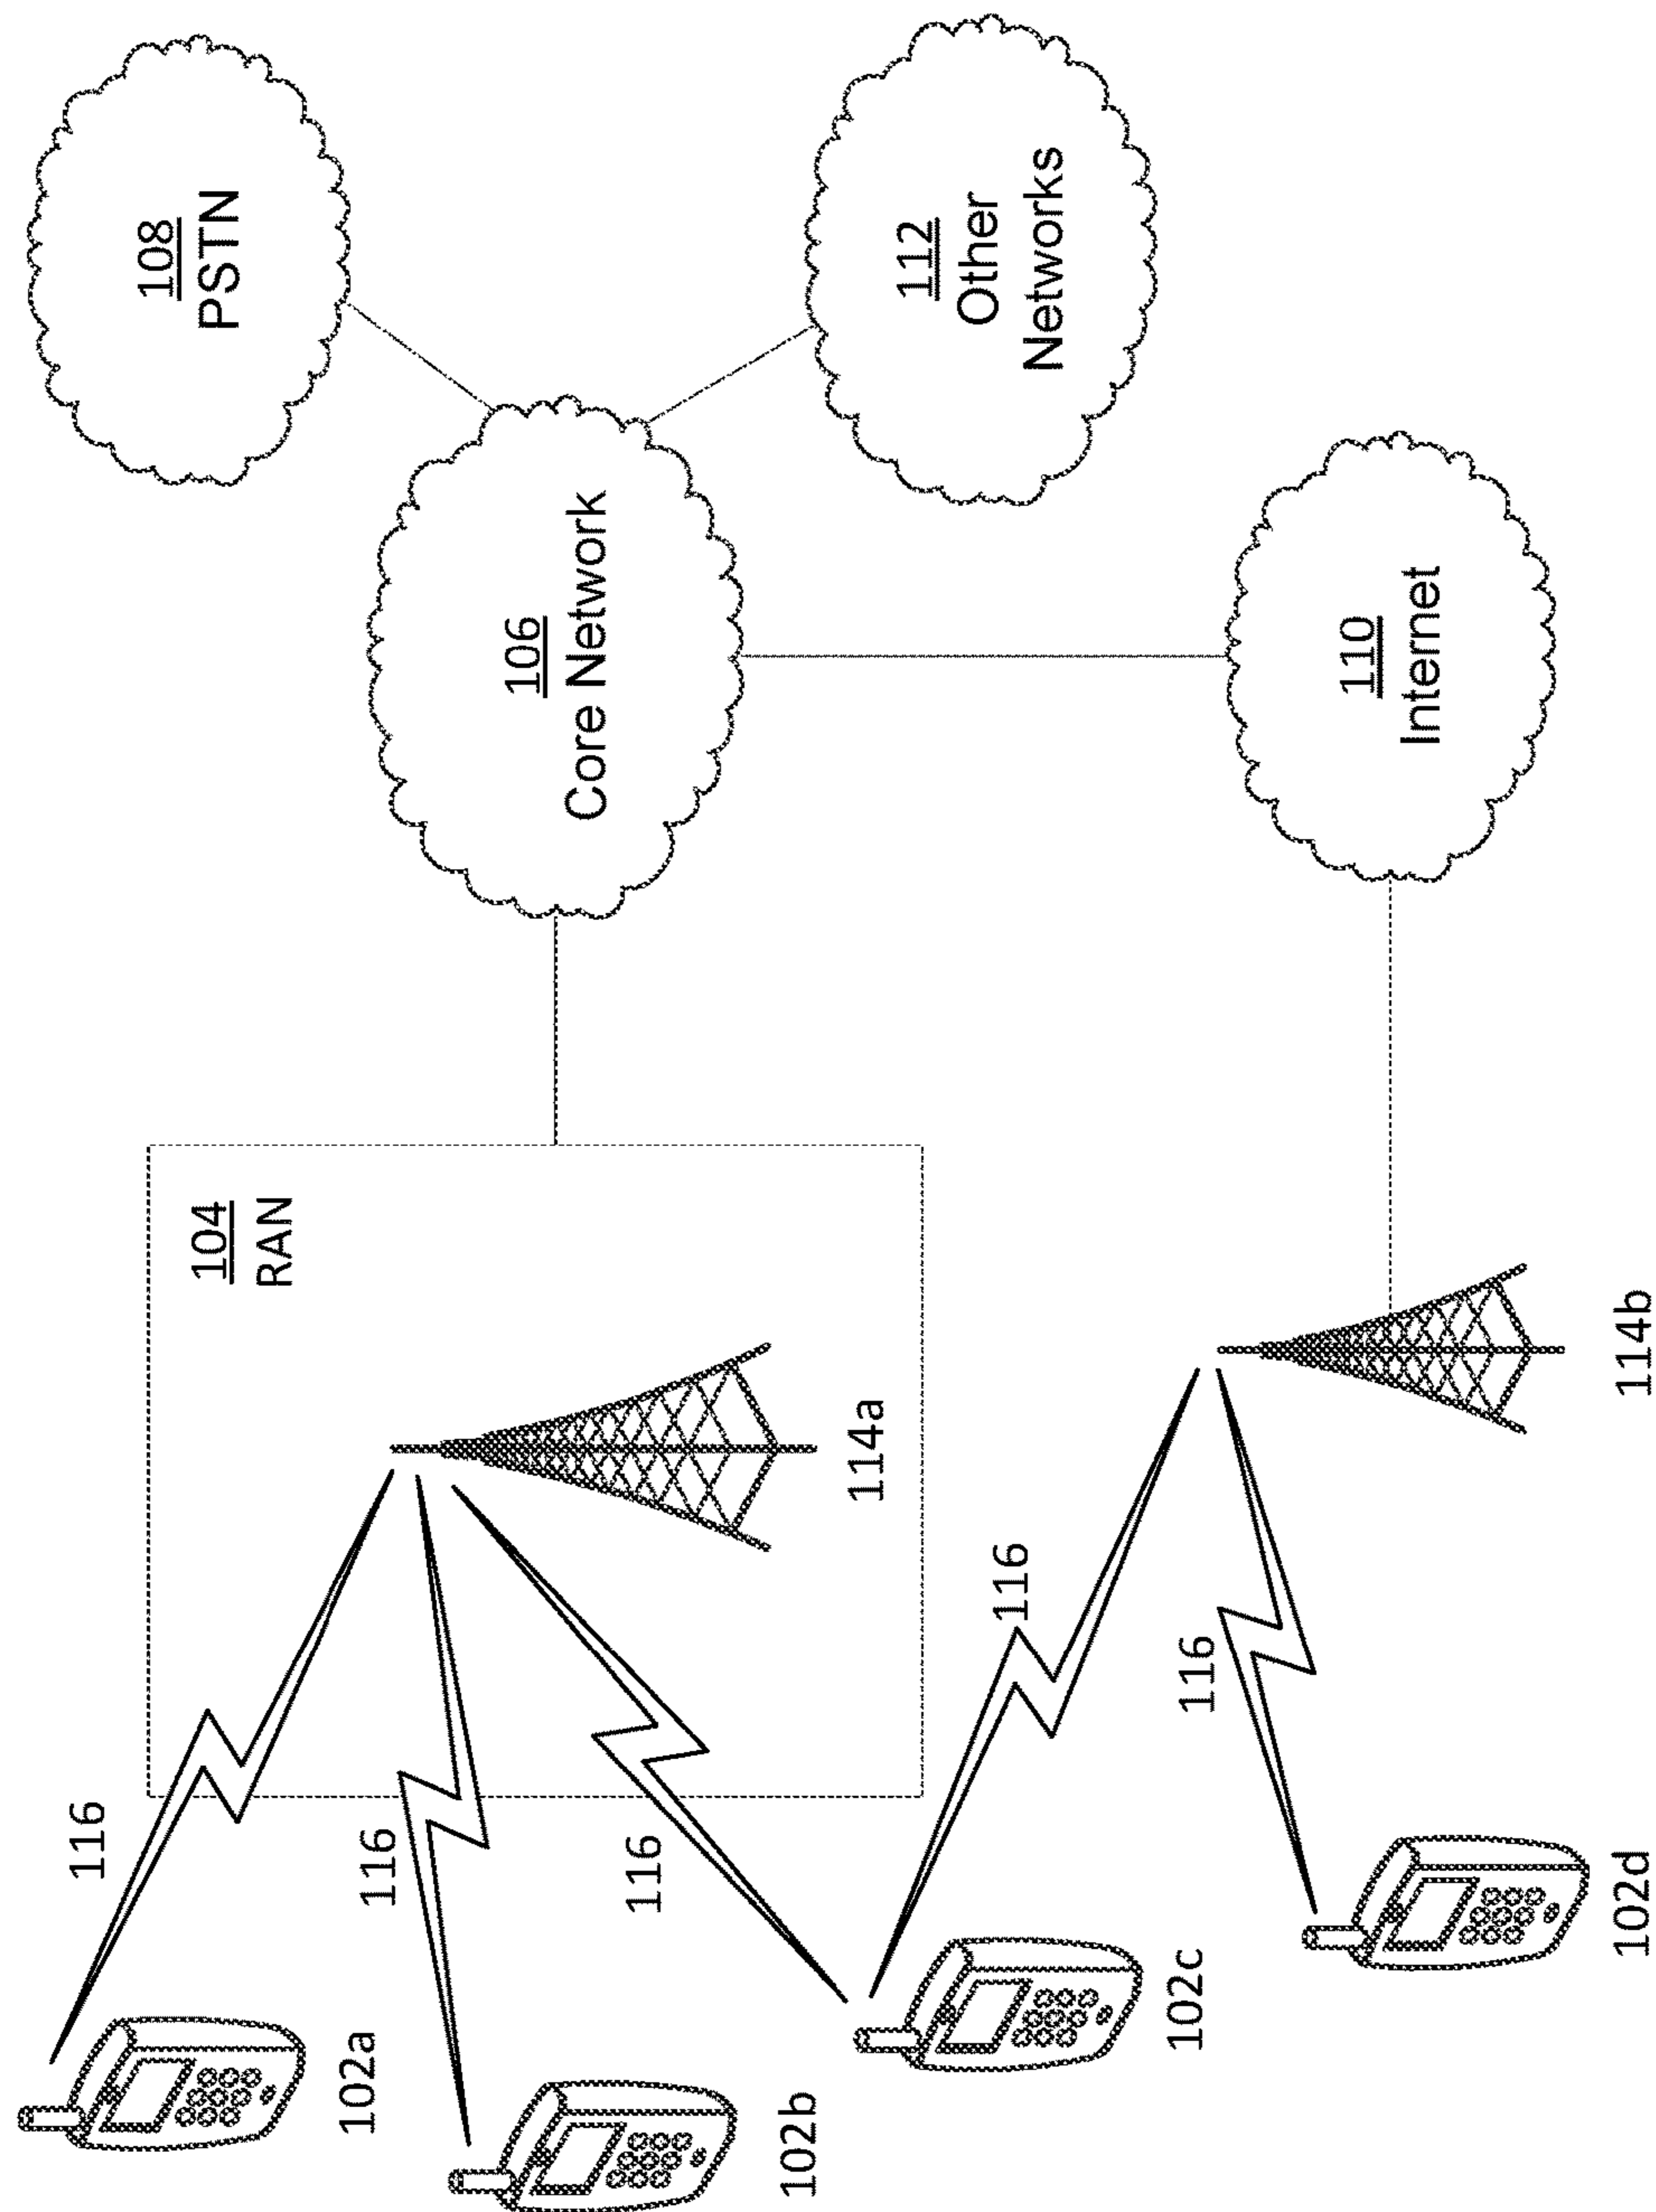 116
108
PSTN
104
RAN
102a
116
106
Core Network
116
102b
114a
112
Other
Networks
116
102c
116
110
Internet
102d
114b